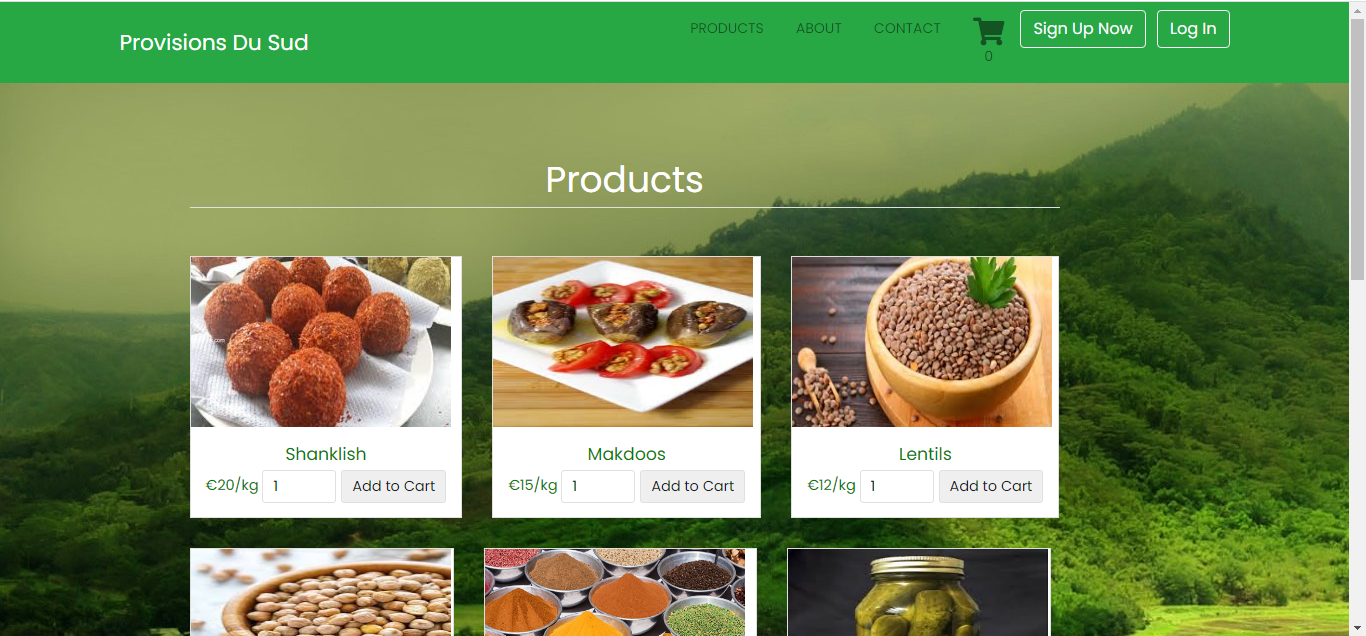 Provisions Du Sud
PRODUCTS ABOUT CONTACT
0
Sign Up Now
Log In
Products
Shanklish
€20/kg 1 Add to Cart
Makdoos
€15/kg 1 Add to Cart
Lentils
€12/kg 1 Add to Cart